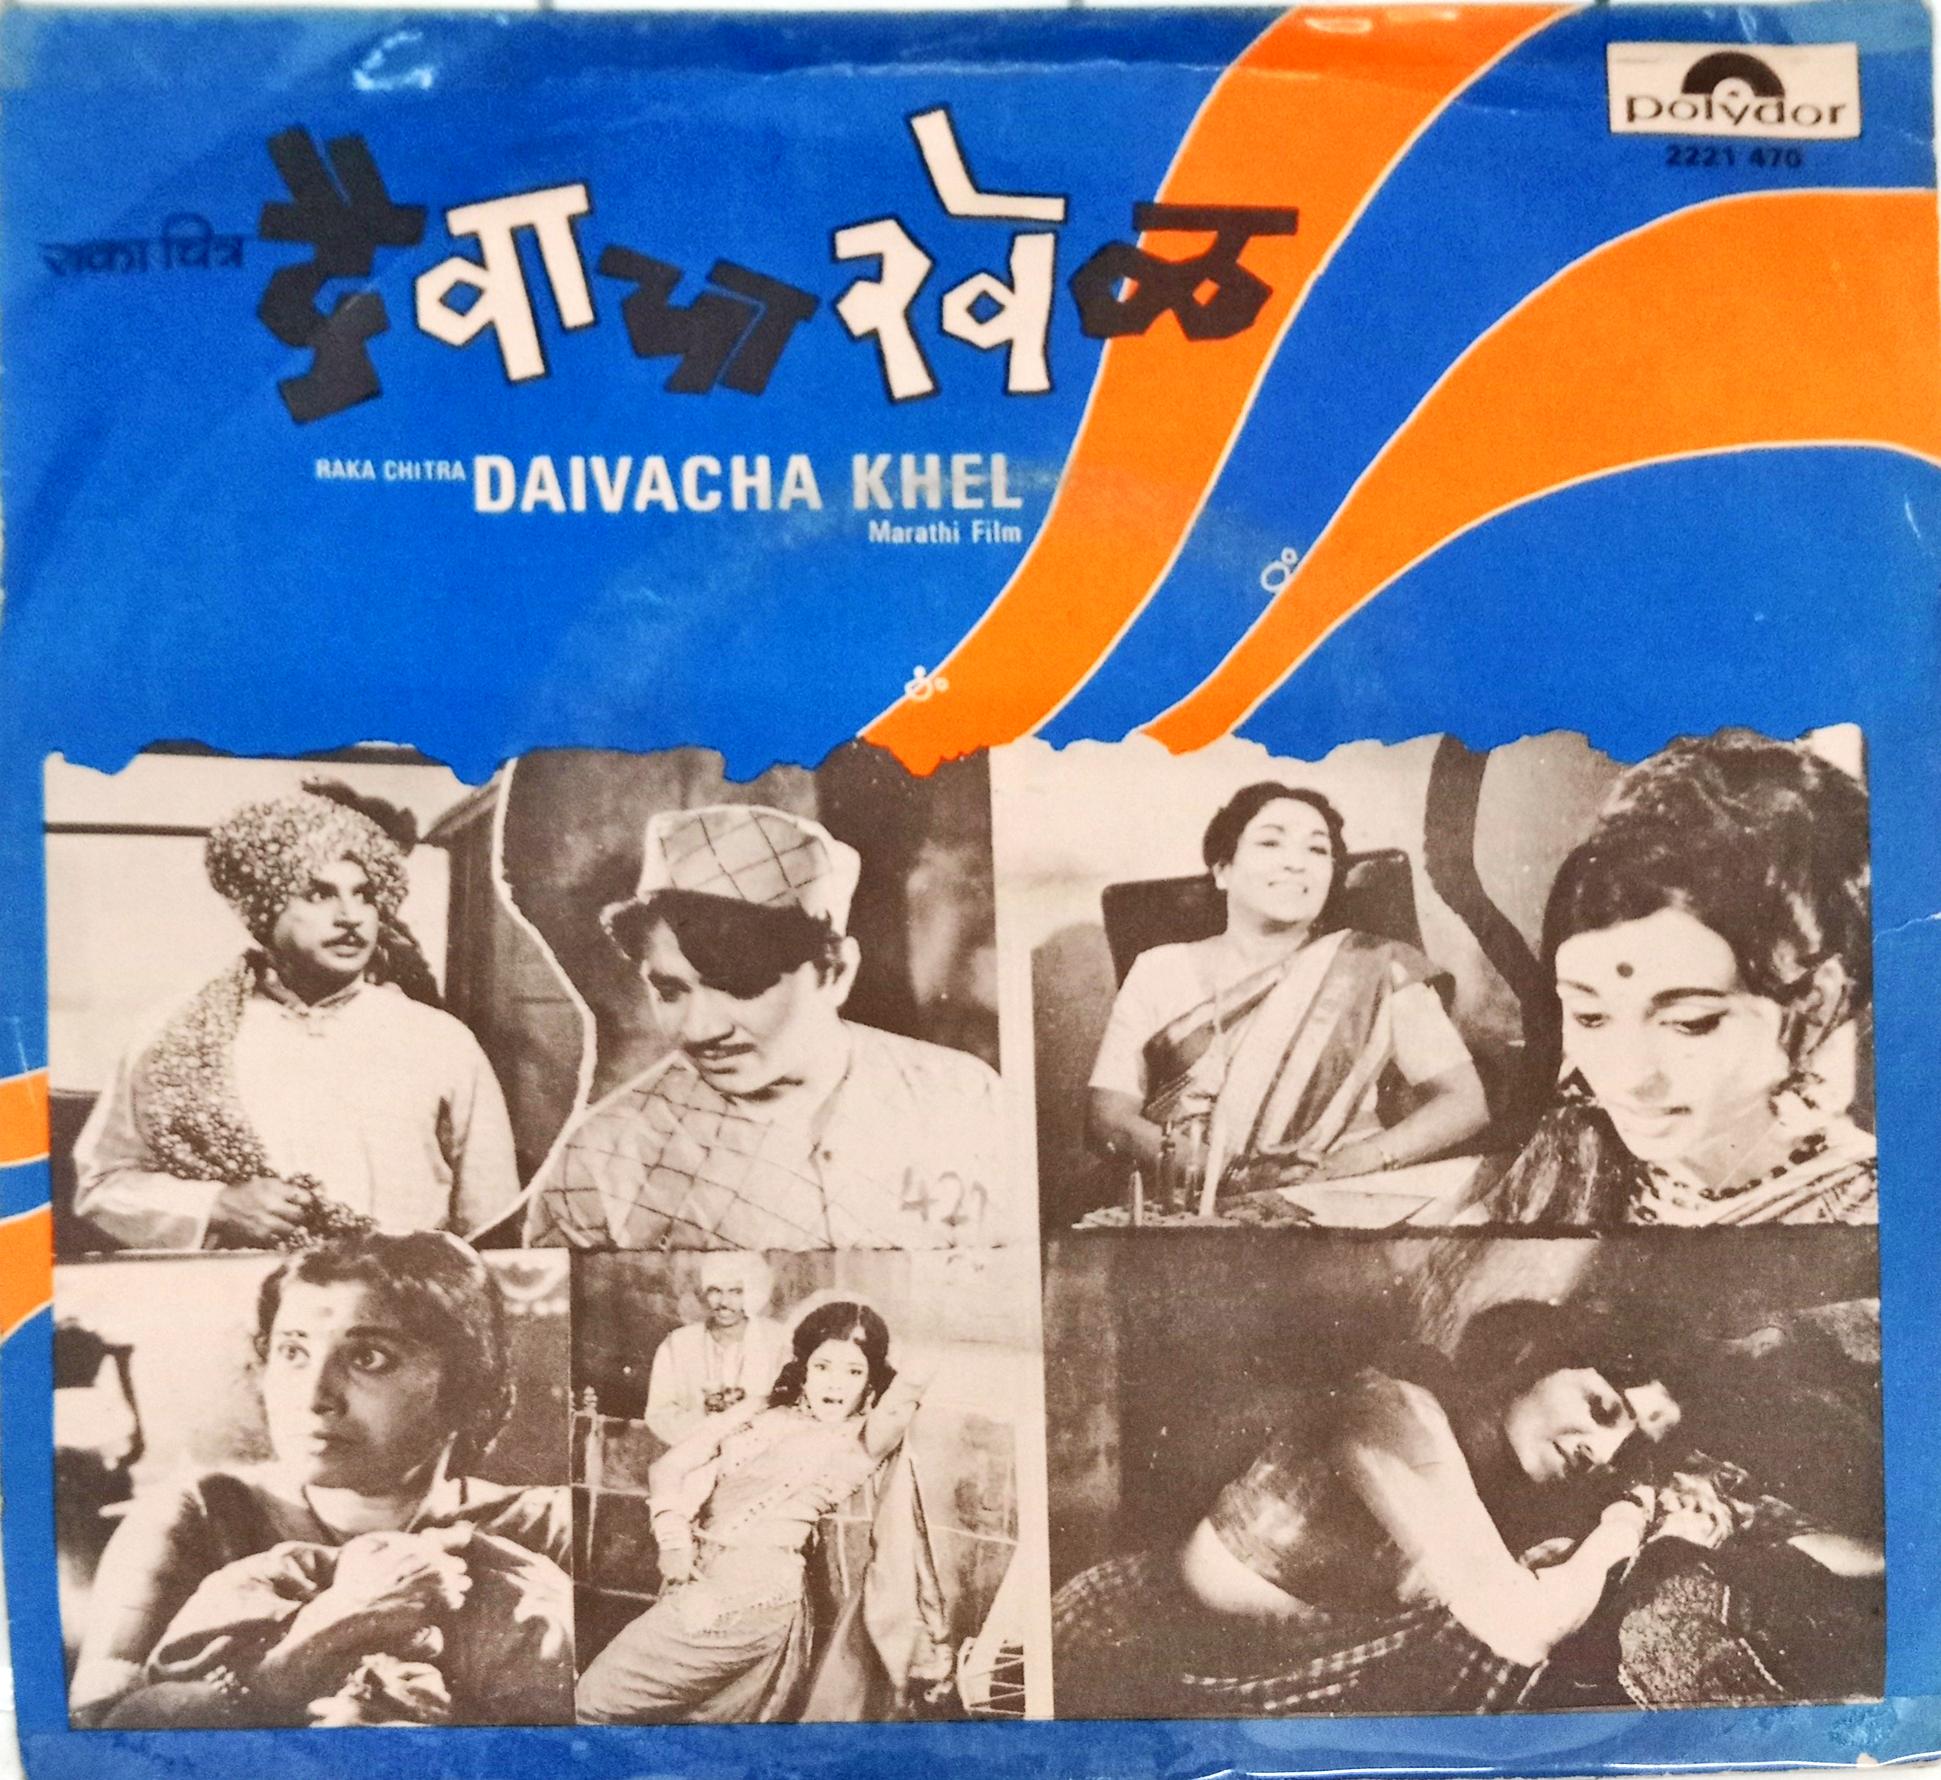 polydor
2221 470
राका चित्र दैवाचा खेळ
RAKA CHITRA DAIVACHA KHEL
Marathi Film
421